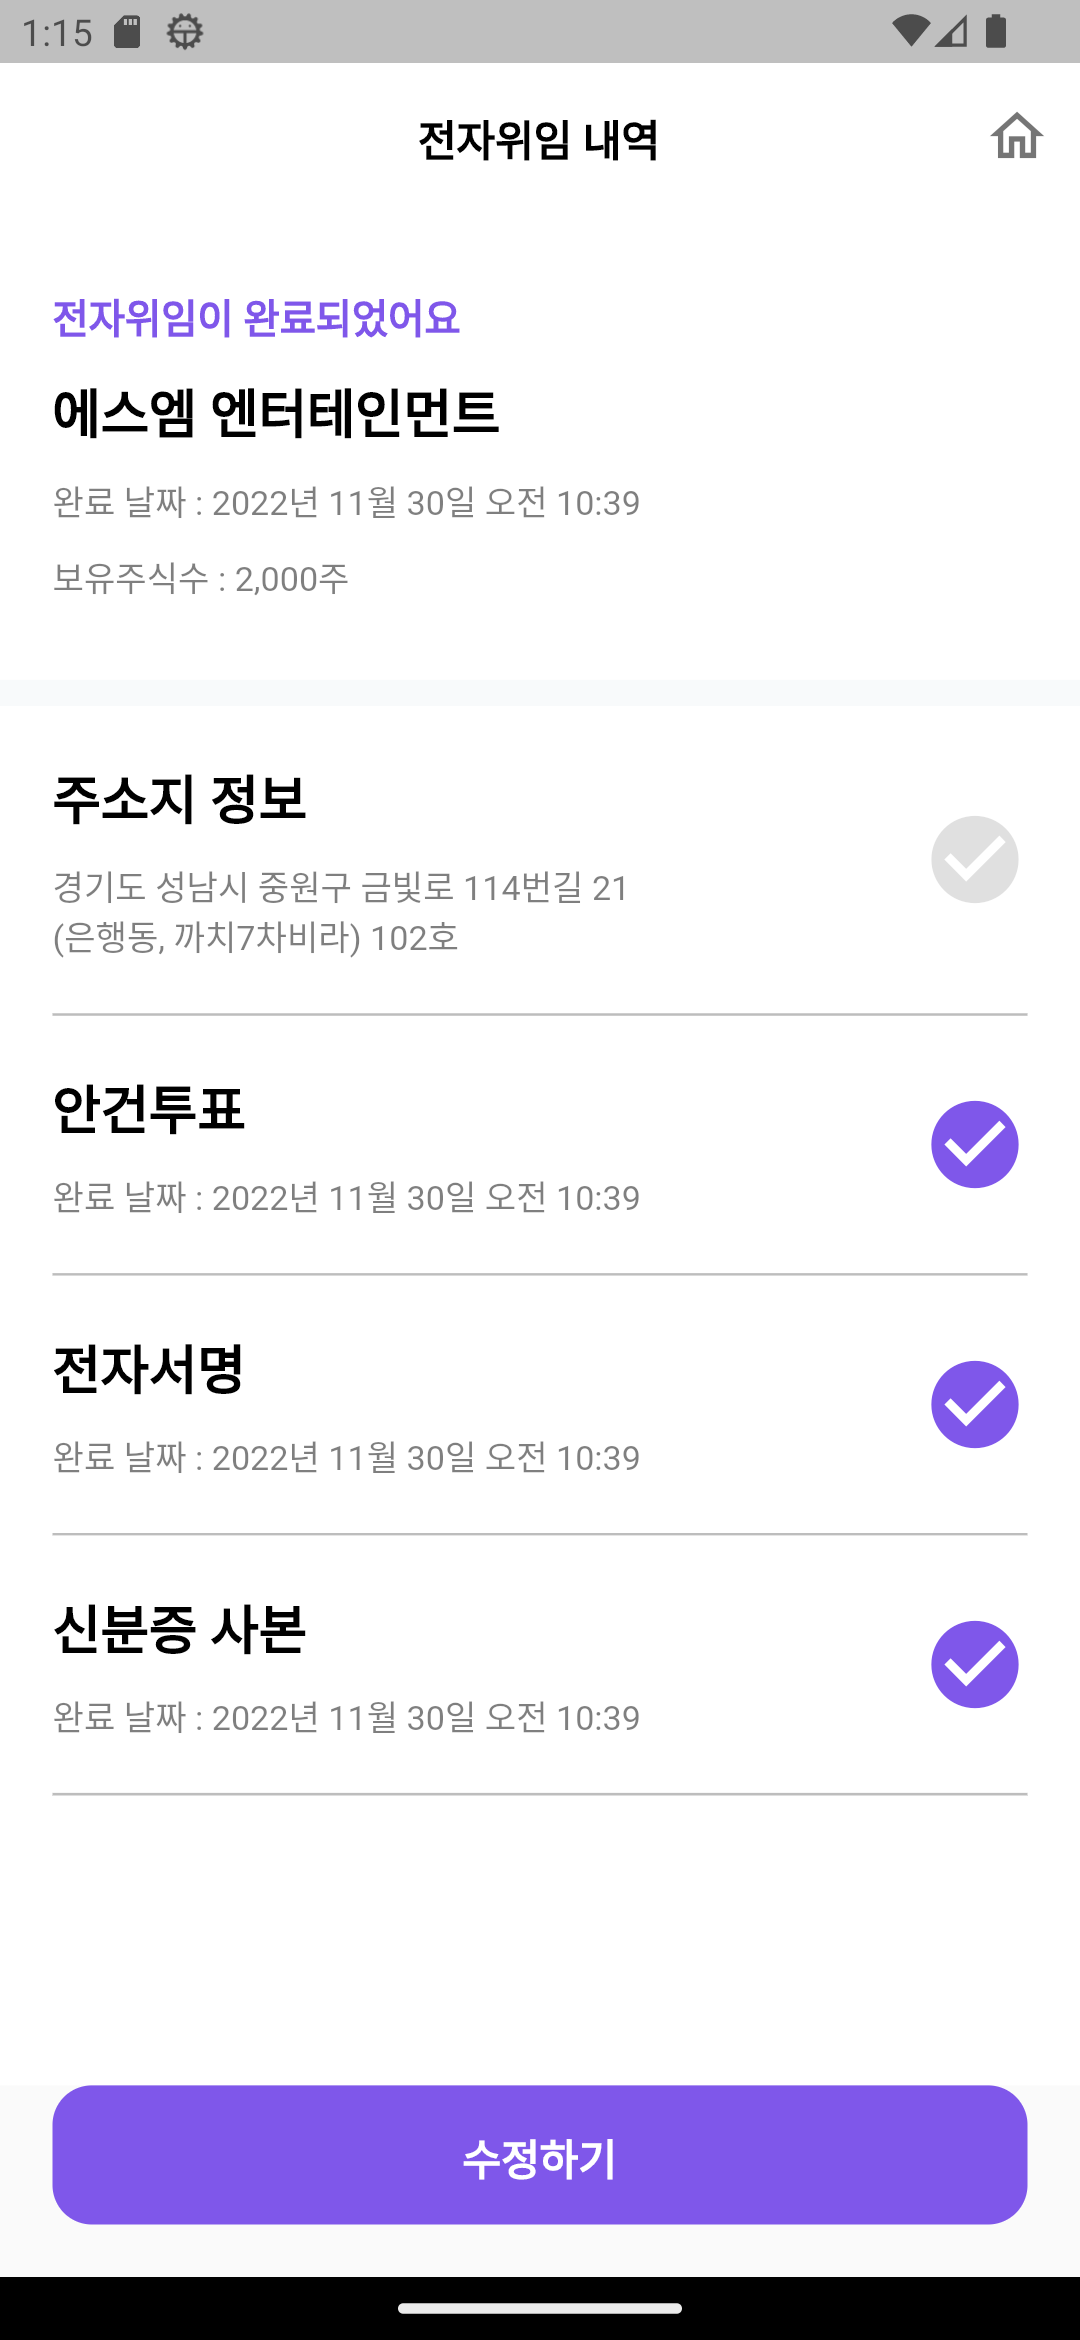 1:15
전자위임 내역
전자위임이 완료되었어요
에스엠 엔터테인먼트
완료 날짜 : 2022년 11월 30일 오전 10:39
보유주식수 : 2,000주
주소지 정보
경기도 성남시 중원구 금빛로 114번길 21
(은행동, 까치7차비라) 102호
안건투표
완료 날짜 : 2022년 11월 30일 오전 10:39
전자서명
완료 날짜 : 2022년 11월 30일 오전 10:39
신분증 사본
완료 날짜 : 2022년 11월 30일 오전 10:39
수정하기